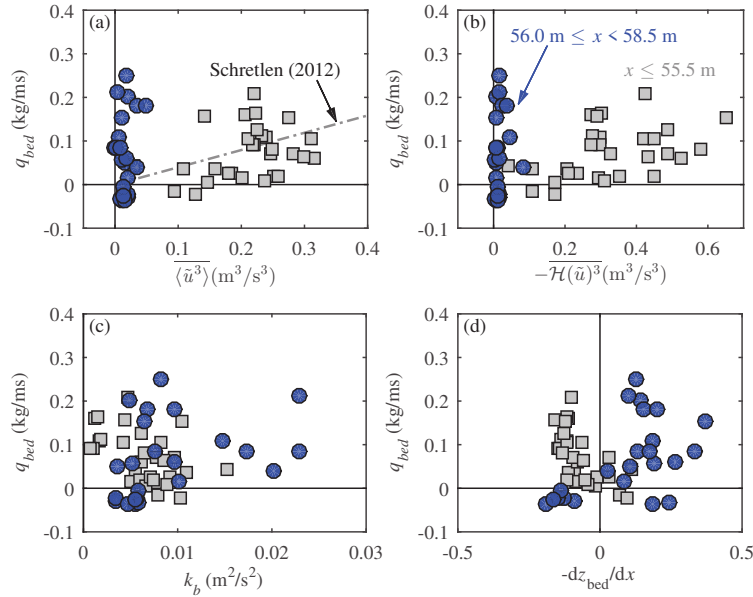 (a)
Schretlen (2012)
q_bed (kg/ms)
0.4
0.3
0.2
0.1
0
-0.1
0
0.1
0.2
0.3
0.4
⟨ũ³⟩(m³/s³)
(b)
56.0 m ≤ x < 58.5 m
x ≤ 55.5 m
q_bed (kg/ms)
0.4
0.3
0.2
0.1
0
-0.1
0
0.2
0.4
0.6
−H(ũ)³(m³/s³)
(c)
q_bed (kg/ms)
0.4
0.3
0.2
0.1
0
-0.1
0
0.01
0.02
0.03
k_b (m²/s²)
(d)
q_bed (kg/ms)
0.4
0.3
0.2
0.1
0
-0.1
-0.5
0
0.5
-dz_bed/dx